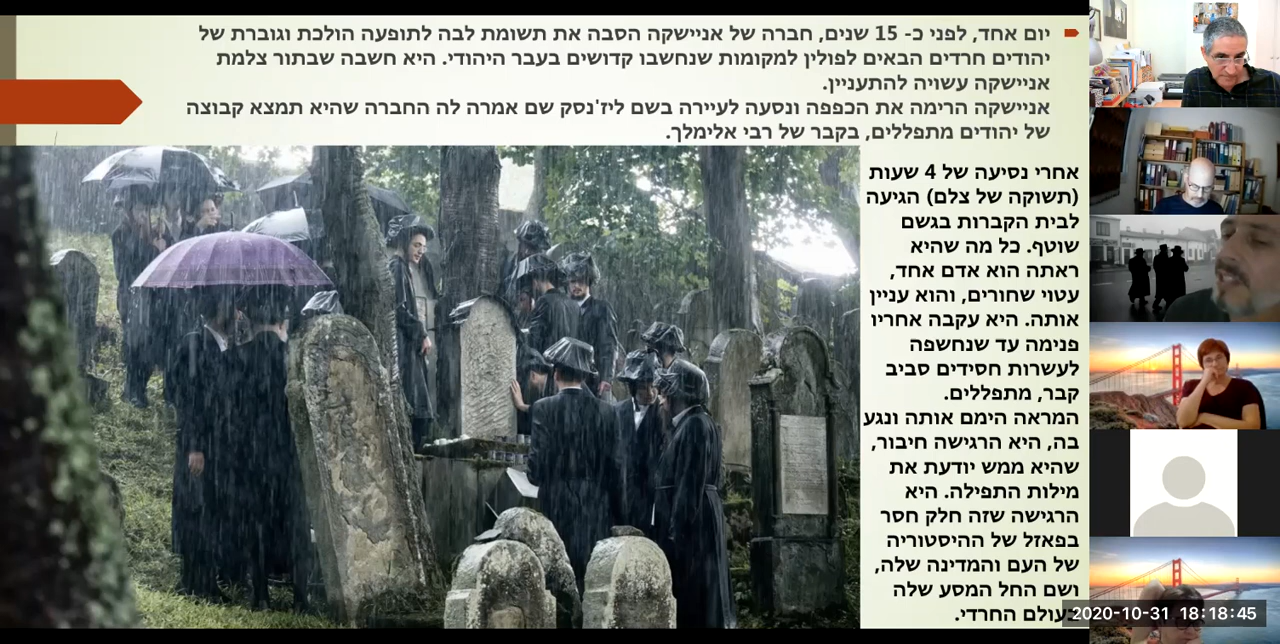 יום אחד, לפני כ- 15 שנים, חברה של אניישקה הסבה את תשומת לבה לתופעה הולכת וגוברת של
יהודים חרדים הבאים לפולין למקומות שנחשבו קדושים בעבר היהודי. היא חשבה שבתור צלמת
אניישקה עשויה להתעניין.
אניישקה הרימה את הכפפה ונסעה לעיירה בשם ליז'נסק שם אמרה לה החברה שהיא תמצא קבוצה
של יהודים מתפללים, בקבר של רבי אלימלך.
אחרי נסיעה של 4 שעות
(תשוקה של צלם) הגיעה
לבית הקברות בגשם
שוטף. כל מה שהיא
ראתה הוא אדם אחד,
עטוי שחורים, והוא עניין
אותה. היא עקבה אחריו
פנימה עד שנחשפה
לעשרות חסידים סביב
קבר, מתפללים.
המראה הימם אותה ונגע
בה, היא הרגישה חיבור,
שהיא ממש יודעת את
מילות התפילה. היא
הרגישה שזה חלק חסר
בפאזל של ההיסטוריה
של העם והמדינה שלה,
ושם החל המסע שלה
בעולם החרדי.
2020-10-31 18:18:45